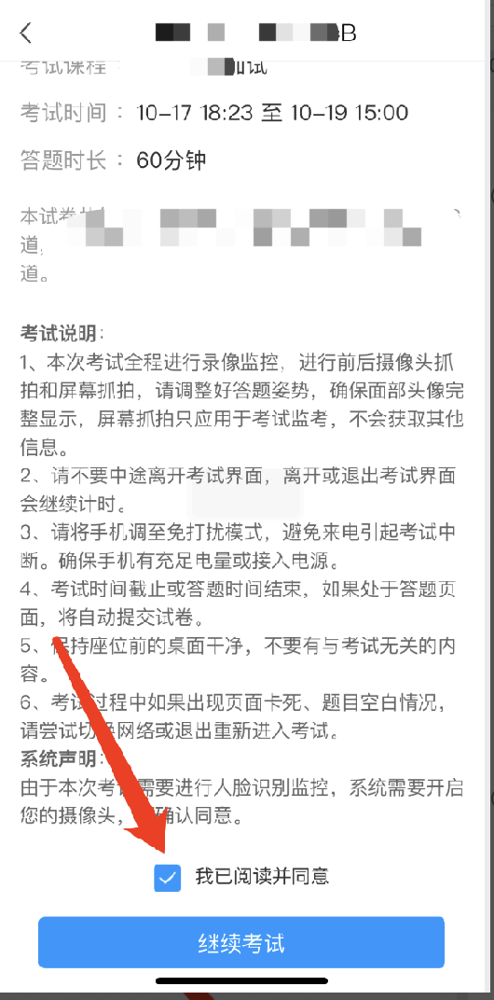 B
考试课程：
加试
考试时间： 10-17 18:23 至 10-19 15:00
答题时长： 60分钟
本试卷
道，
道。
考试说明：
1、本次考试全程进行录像监控，进行前后摄像头抓
拍和屏幕抓拍，请调整好答题姿势，确保面部头像完
整显示，屏幕抓拍只应用于考试监考，不会获取其他
信息。
2、请不要中途离开考试界面，离开或退出考试界面
会继续计时。
3、请将手机调至免打扰模式，避免来电引起考试中
断。确保手机有充足电量或接入电源。
4、考试时间截止或答题时间结束，如果处于答题页
面，将自动提交试卷。
5、保持座位前的桌面干净，不要有与考试无关的内
容。
6、考试过程中如果出现页面卡死、题目空白情况，
请尝试切换网络或退出重新进入考试。
系统声明：
由于本次考试需要进行人脸识别监控，系统需要开启
您的摄像头，确认同意。
我已阅读并同意
继续考试